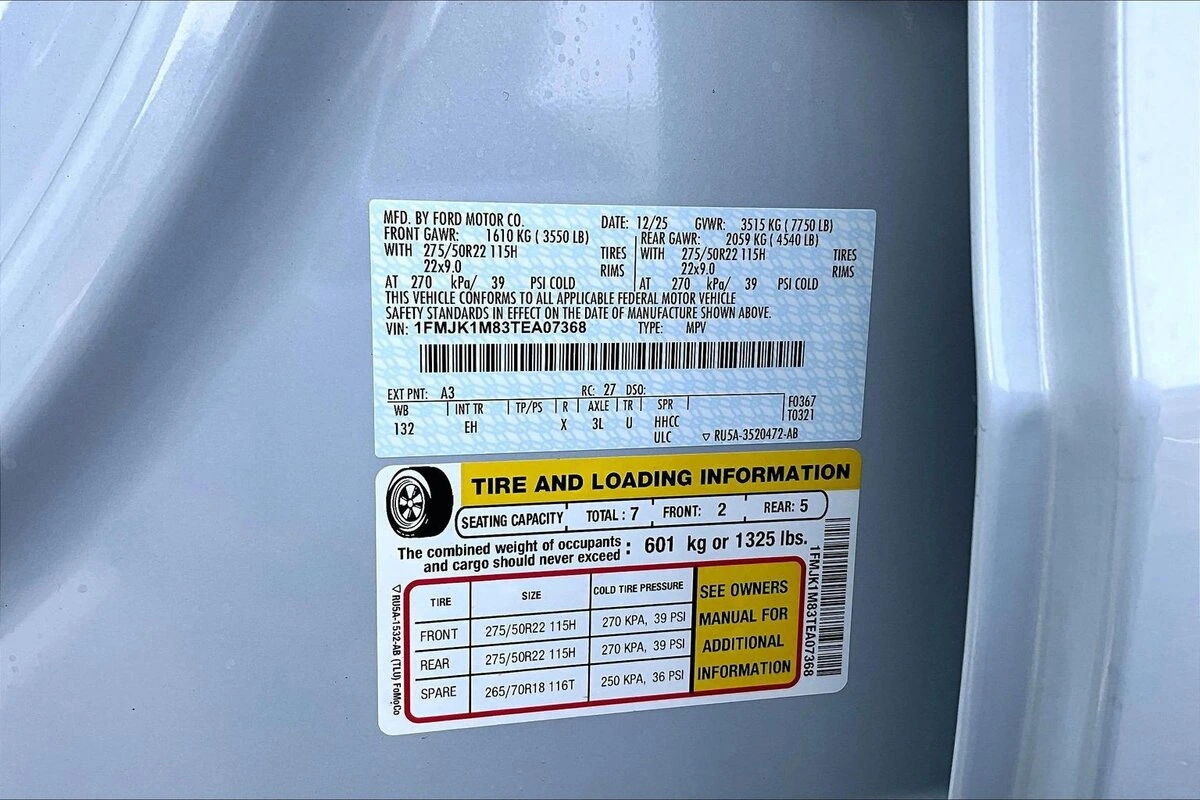 MFD. BY FORD MOTOR CO. DATE: 12/25 GVWR: 3515 KG ( 7750 LB)
FRONT GAWR: 1610 KG ( 3550 LB) REAR GAWR: 2059 KG ( 4540 LB)
WITH 275/50R22 115H TIRES WITH 275/50R22 115H TIRES
22x9.0 RIMS 22x9.0 RIMS
AT 270 kPa/ 39 PSI COLD AT 270 kPa/ 39 PSI COLD
THIS VEHICLE CONFORMS TO ALL APPLICABLE FEDERAL MOTOR VEHICLE
SAFETY STANDARDS IN EFFECT ON THE DATE OF MANUFACTURE SHOWN ABOVE.
VIN: 1FMJK1M83TEA07368 TYPE: MPV
EXT PNT: A3 RC: 27 DSO:
WB INT TR TP/PS R AXLE TR SPR F0367
132 EH X 3L U HHCC T0321
ULC RU5A-3520472-AB
TIRE AND LOADING INFORMATION
SEATING CAPACITY TOTAL : 7 FRONT: 2 REAR: 5
The combined weight of occupants
and cargo should never exceed : 601 kg or 1325 lbs.
TIRE SIZE COLD TIRE PRESSURE
FRONT 275/50R22 115H 270 KPA, 39 PSI
REAR 275/50R22 115H 270 KPA, 39 PSI
SPARE 265/70R18 116T 250 KPA, 36 PSI
SEE OWNERS
MANUAL FOR
ADDITIONAL
INFORMATION
RU5A-1532-AB (TLU) FoMoCo
1FMJK1M83TEA07368